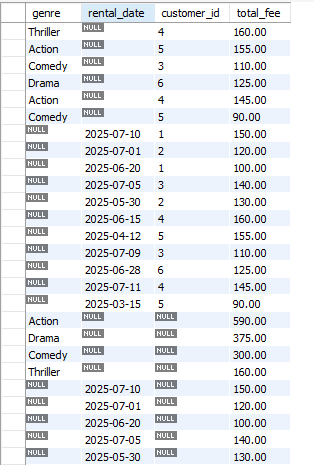 genre rental_date customer_id total_fee
Thriller NULL 4 160.00
Action NULL 5 155.00
Comedy NULL 3 110.00
Drama NULL 6 125.00
Action NULL 4 145.00
Comedy NULL 5 90.00
NULL 2025-07-10 1 150.00
NULL 2025-07-01 2 120.00
NULL 2025-06-20 1 100.00
NULL 2025-07-05 3 140.00
NULL 2025-05-30 2 130.00
NULL 2025-06-15 4 160.00
NULL 2025-04-12 5 155.00
NULL 2025-07-09 3 110.00
NULL 2025-06-28 6 125.00
NULL 2025-07-11 4 145.00
NULL 2025-03-15 5 90.00
Action NULL NULL 590.00
Drama NULL NULL 375.00
Comedy NULL NULL 300.00
Thriller NULL NULL 160.00
NULL 2025-07-10 NULL 150.00
NULL 2025-07-01 NULL 120.00
NULL 2025-06-20 NULL 100.00
NULL 2025-07-05 NULL 140.00
NULL 2025-05-30 NULL 130.00